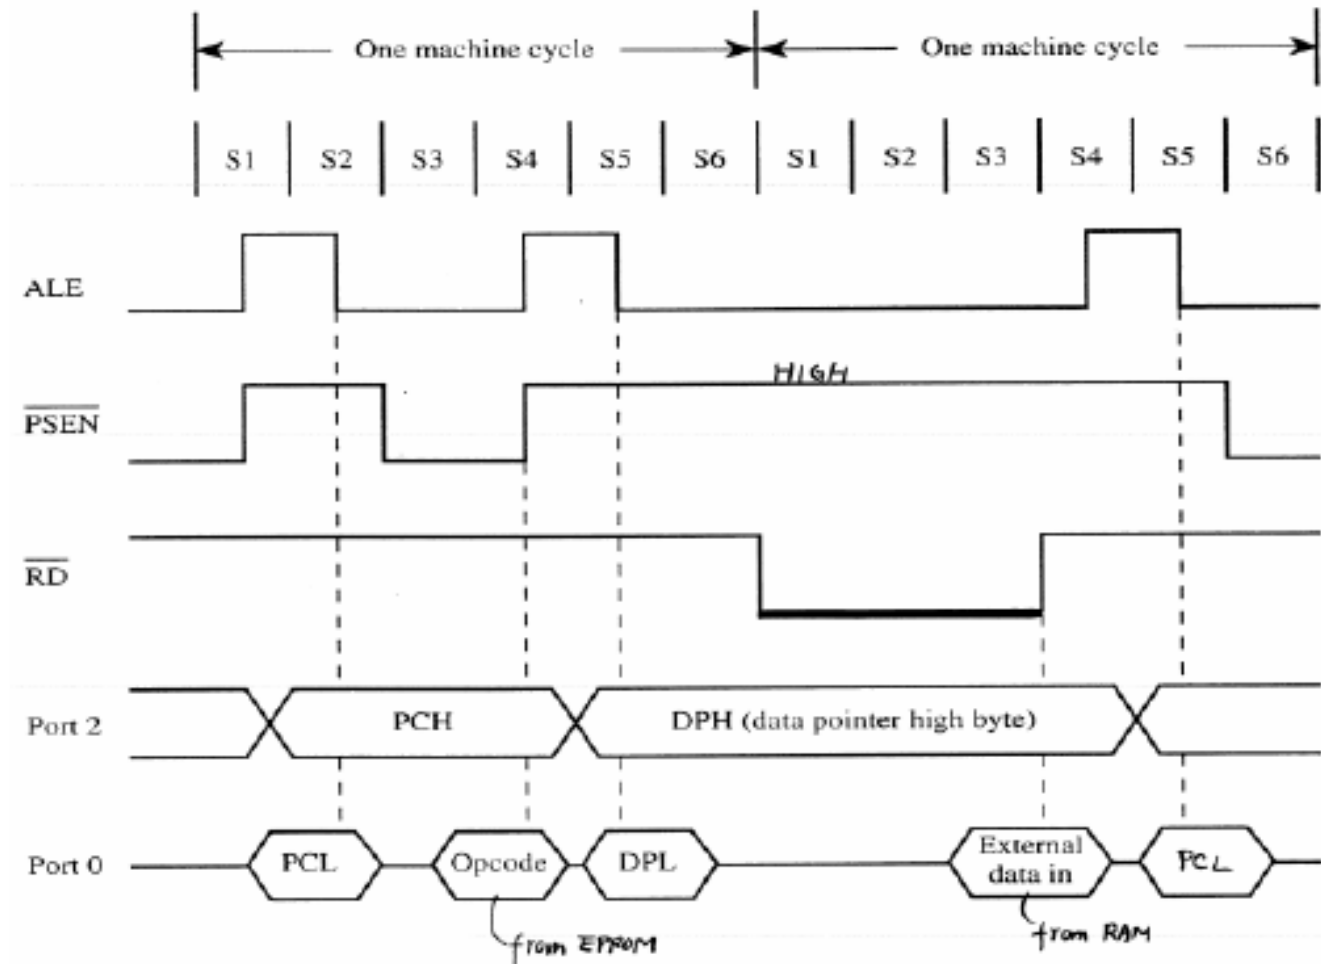 One machine cycle One machine cycle
S1 S2 S3 S4 S5 S6 S1 S2 S3 S4 S5 S6
ALE
HIGH
PSEN
RD
Port 2 PCH DPH (data pointer high byte)
Port 0 PCL Opcode DPL External data in PCL
from EPROM from RAM